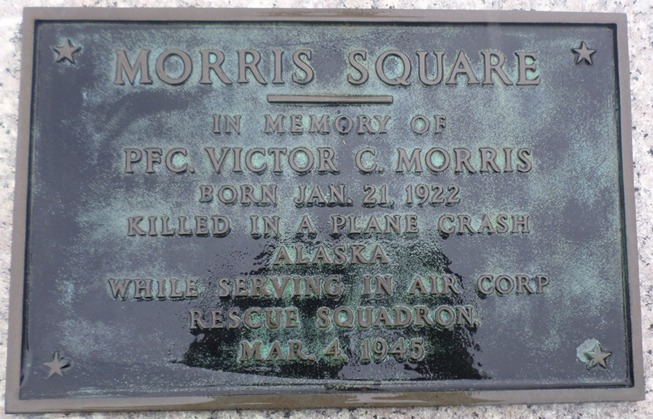 MORRIS SQUARE
IN MEMORY OF
PFC. VICTOR C. MORRIS
BORN JAN. 21, 1922
KILLED IN A PLANE CRASH
ALASKA
WHILE SERVING IN AIR CORP
RESCUE SQUADRON
MAR. 4, 1945